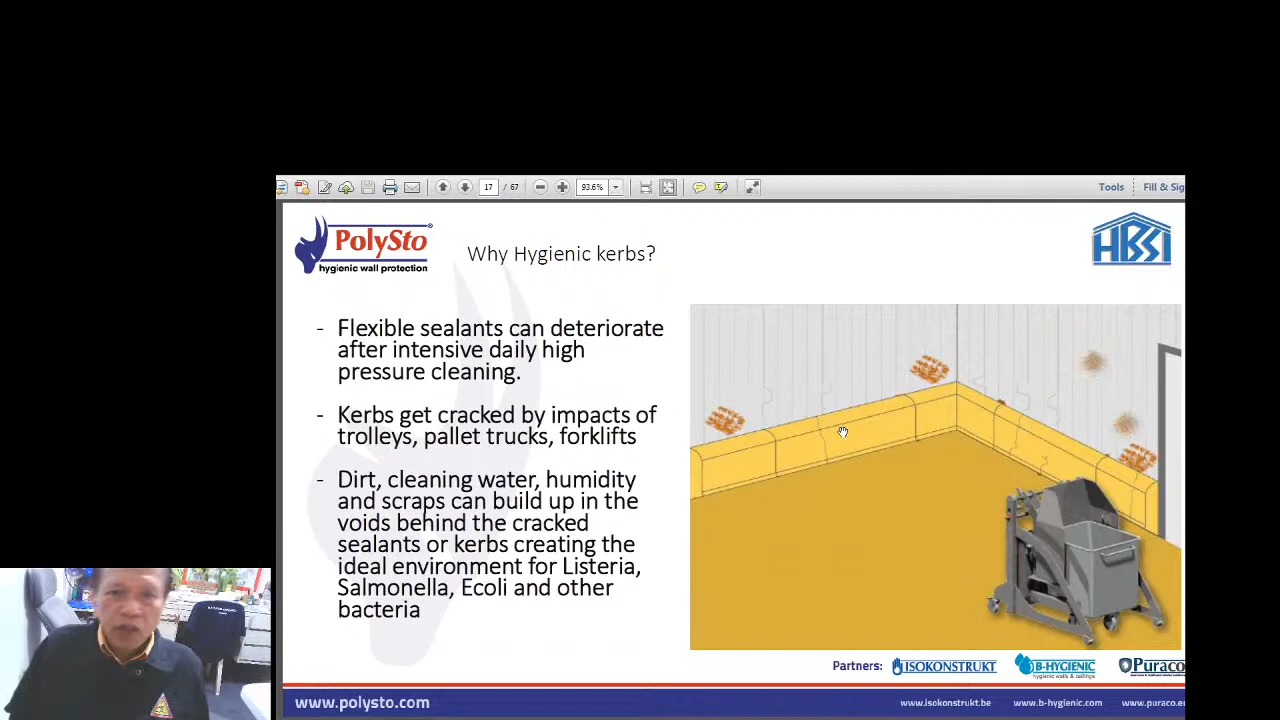 17 / 67
93.6%
Tools
Fill & Sig
PolySto®
hygienic wall protection
Why Hygienic kerbs?
HBSI
- Flexible sealants can deteriorate
after intensive daily high
pressure cleaning.
- Kerbs get cracked by impacts of
trolleys, pallet trucks, forklifts
- Dirt, cleaning water, humidity
and scraps can build up in the
voids behind the cracked
sealants or kerbs creating the
ideal environment for Listeria,
Salmonella, Ecoli and other
bacteria
Partners:
ISOKONSTRUKT
B-HYGIENIC
hygienic walls & ceilings
Puraco
www.polysto.com
www.isokonstrukt.be
www.b-hygienic.com
www.puraco.eu